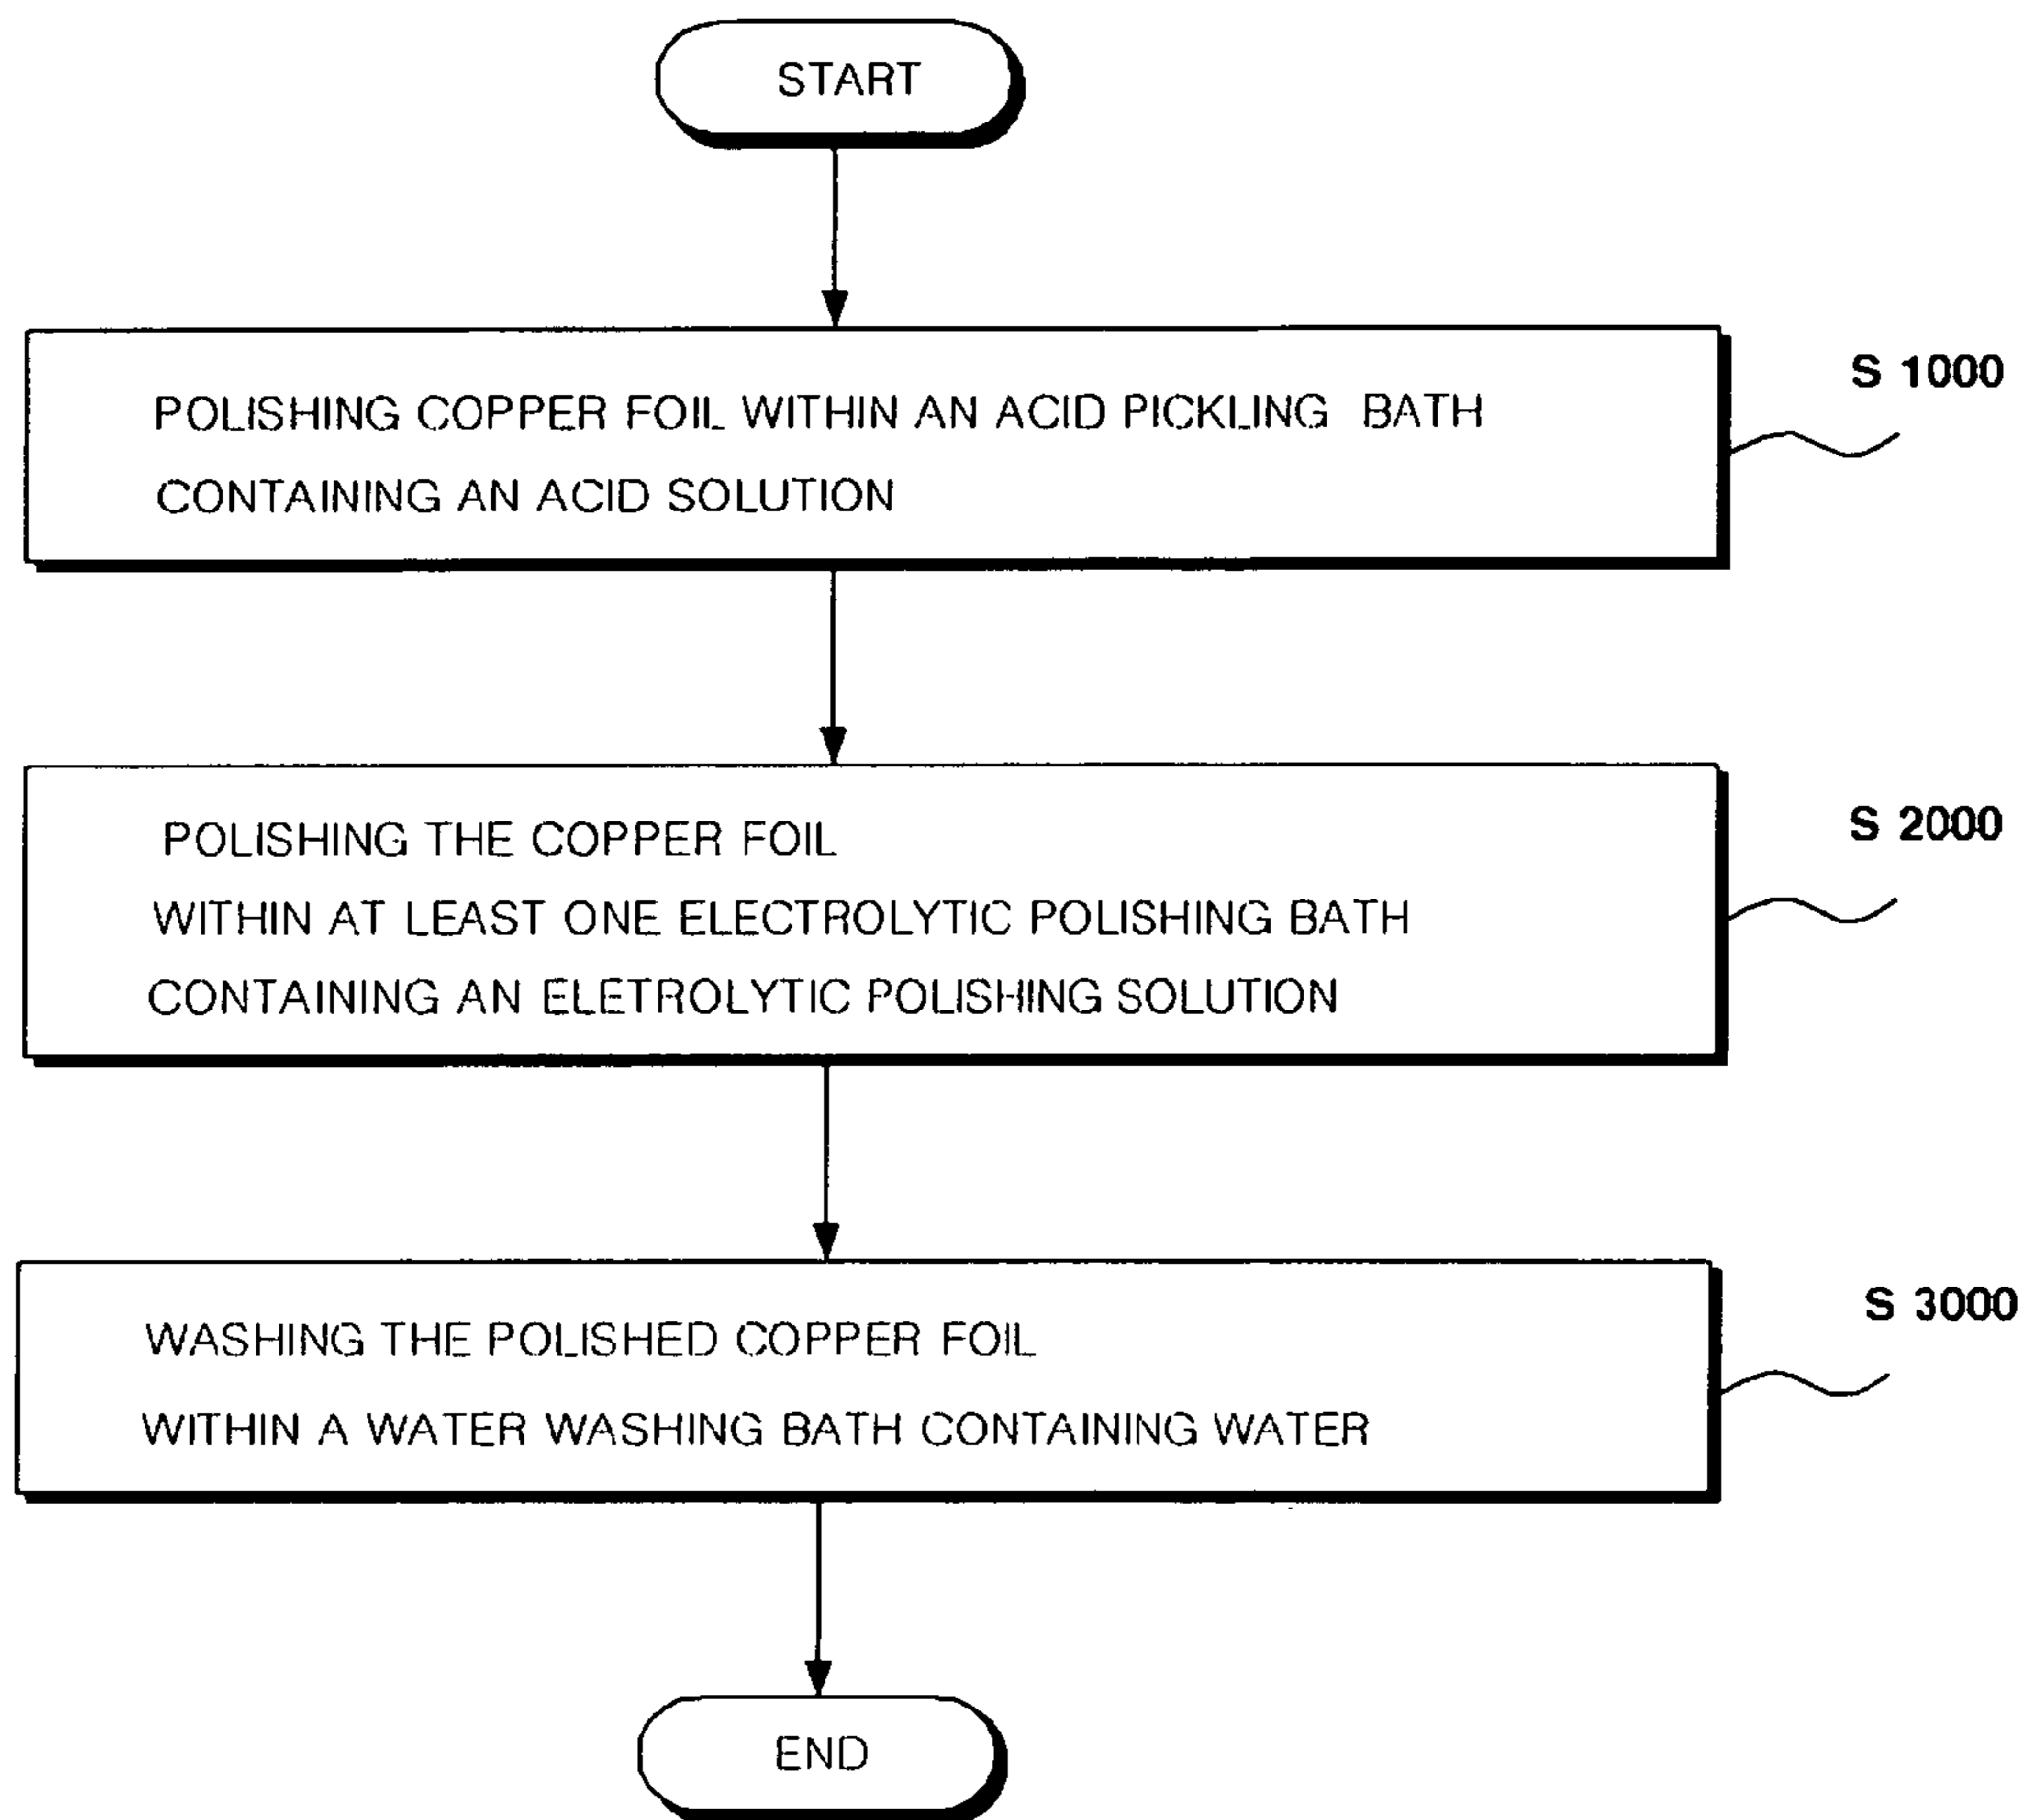 START
POLISHING COPPER FOIL WITHIN AN ACID PICKLING BATH
CONTAINING AN ACID SOLUTION
S 1000
POLISHING THE COPPER FOIL
WITHIN AT LEAST ONE ELECTROLYTIC POLISHING BATH
CONTAINING AN ELETROLYTIC POLISHING SOLUTION
S 2000
WASHING THE POLISHED COPPER FOIL
WITHIN A WATER WASHING BATH CONTAINING WATER
S 3000
END